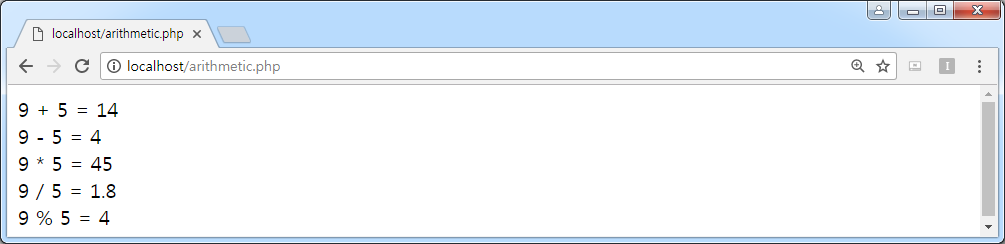 localhost/arithmetic.php
localhost/arithmetic.php
9 + 5 = 14
9 - 5 = 4
9 * 5 = 45
9 / 5 = 1.8
9 % 5 = 4